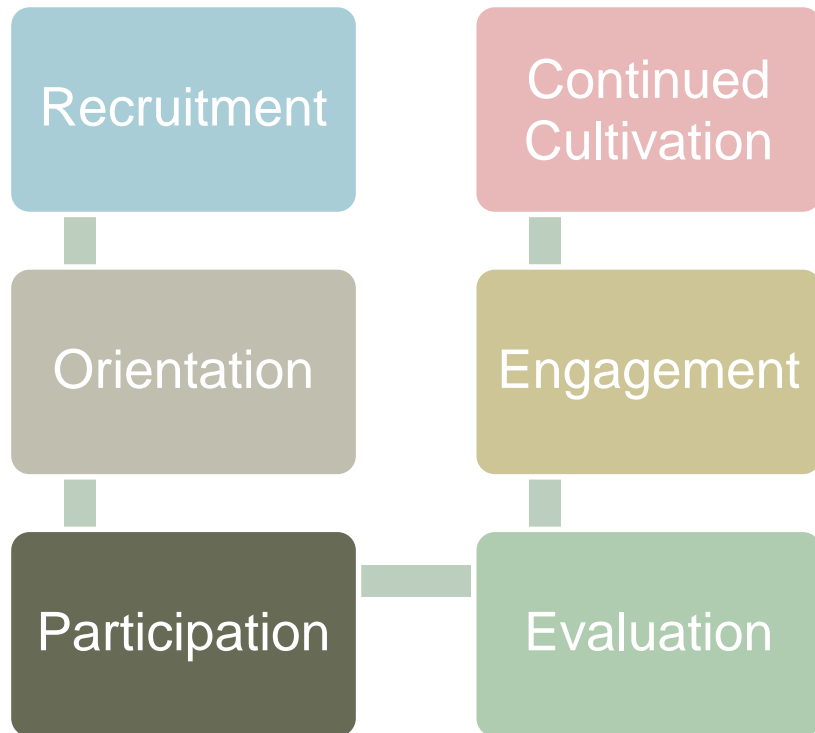 Recruitment
Orientation
Participation
Evaluation
Engagement
Continued
Cultivation